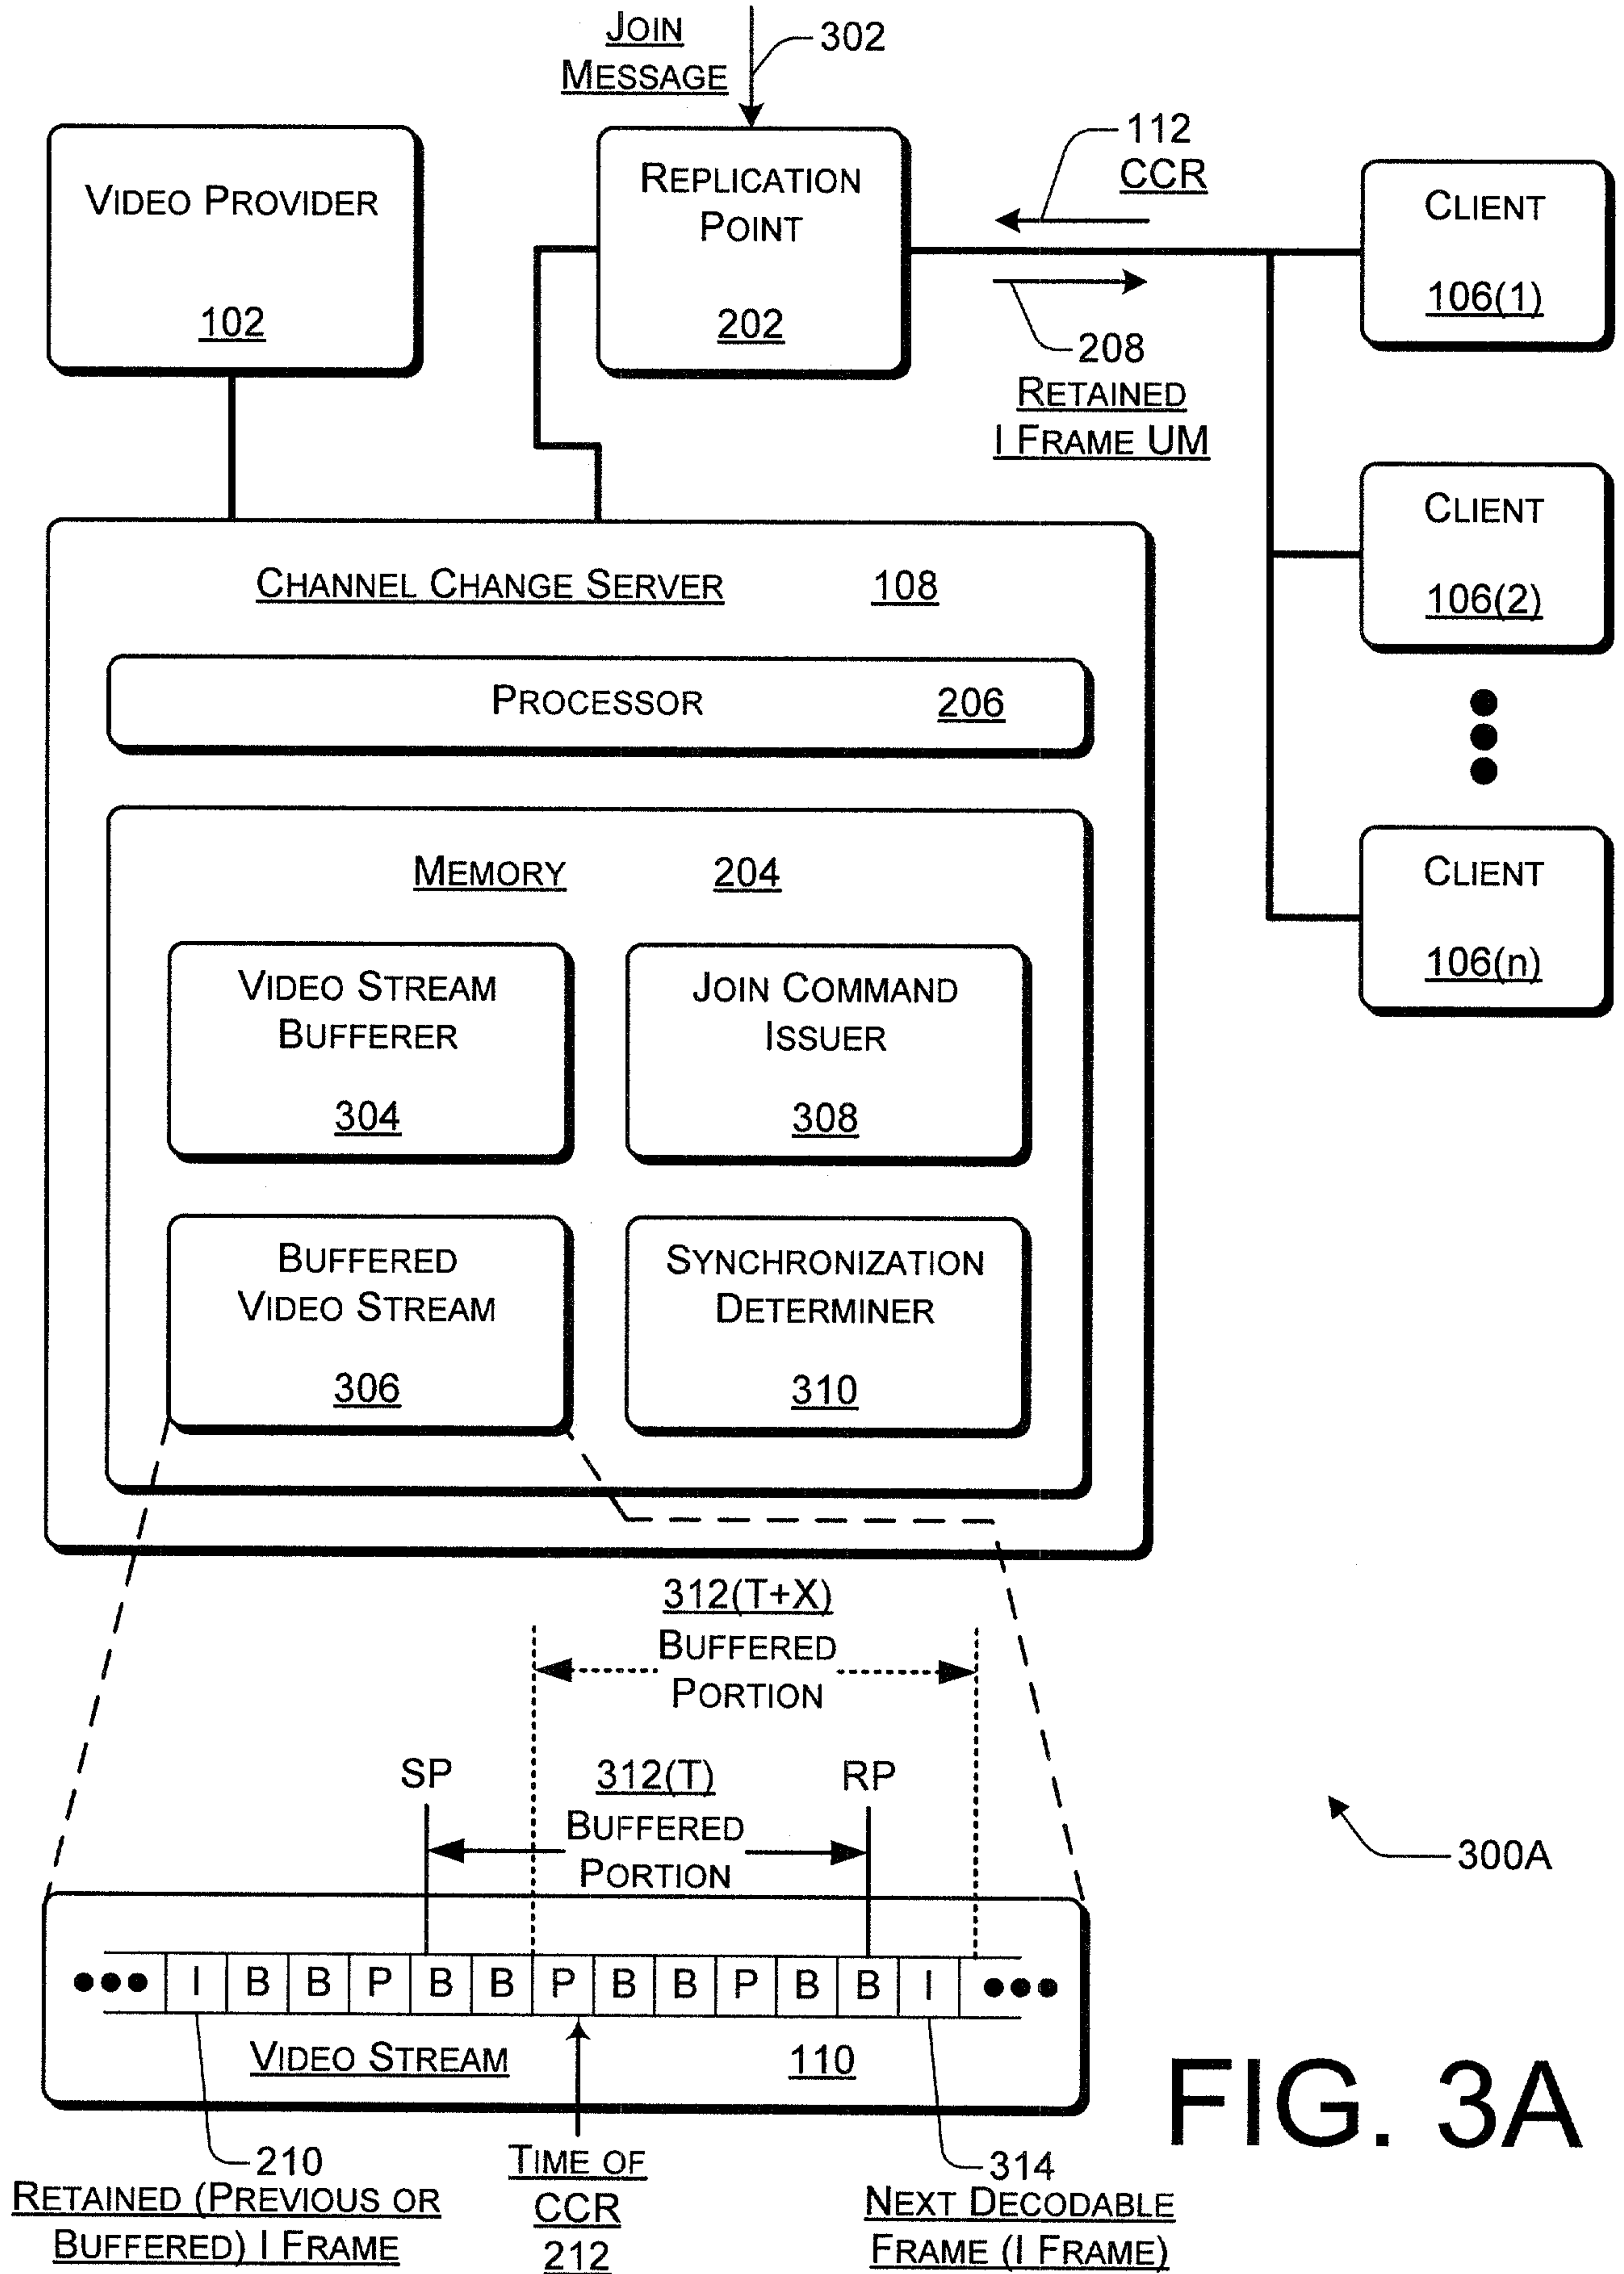 JOIN
MESSAGE
302
VIDEO PROVIDER
102
REPLICATION
POINT
202
112
CCR
208
RETAINED
I FRAME UM
CLIENT
106(1)
CLIENT
106(2)
CLIENT
106(n)
CHANNEL CHANGE SERVER 108
PROCESSOR 206
MEMORY 204
VIDEO STREAM
BUFFERER
304
JOIN COMMAND
ISSUER
308
BUFFERED
VIDEO STREAM
306
SYNCHRONIZATION
DETERMINER
310
312(T+X)
BUFFERED
PORTION
SP
312(T)
BUFFERED
PORTION
RP
300A
I B B P B B P B B P B B I
VIDEO STREAM 110
210
RETAINED (PREVIOUS OR
BUFFERED) I FRAME
TIME OF
CCR
212
314
NEXT DECODABLE
FRAME (I FRAME)
FIG. 3A